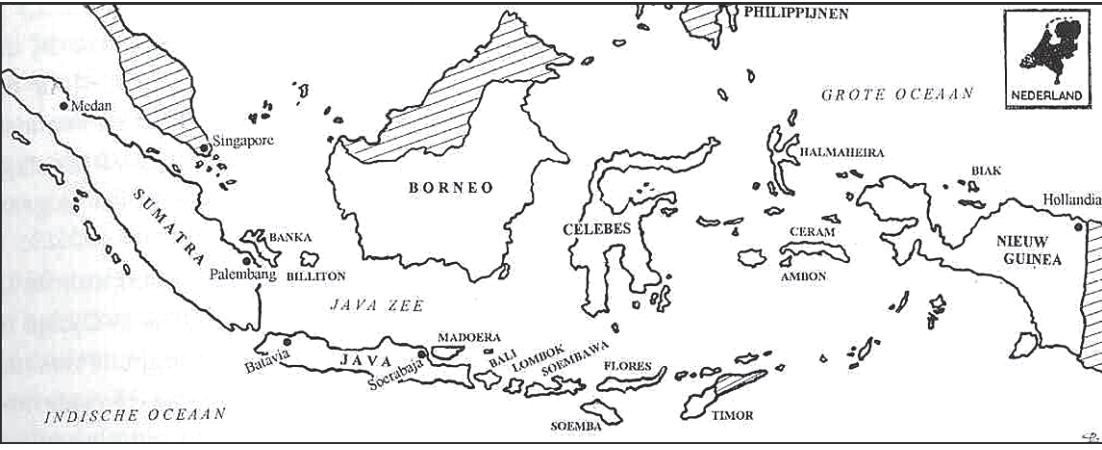 PHILIPPIJNEN
GROTE OCEAAN
NEDERLAND
Medan
Singapore
HALMAHEIRA
BIAK
Hollandia
BORNEO
SUMATRA
BANKA
CELEBES
CERAM
NIEUW
GUINEA
Palembang
BILLITON
AMBON
JAVA ZEE
MADOERA
Batavia
JAVA
Soerabaja
BALI
LOMBOK
SOEMBAWA
FLORES
INDISCHE OCEAAN
SOEMBA
TIMOR